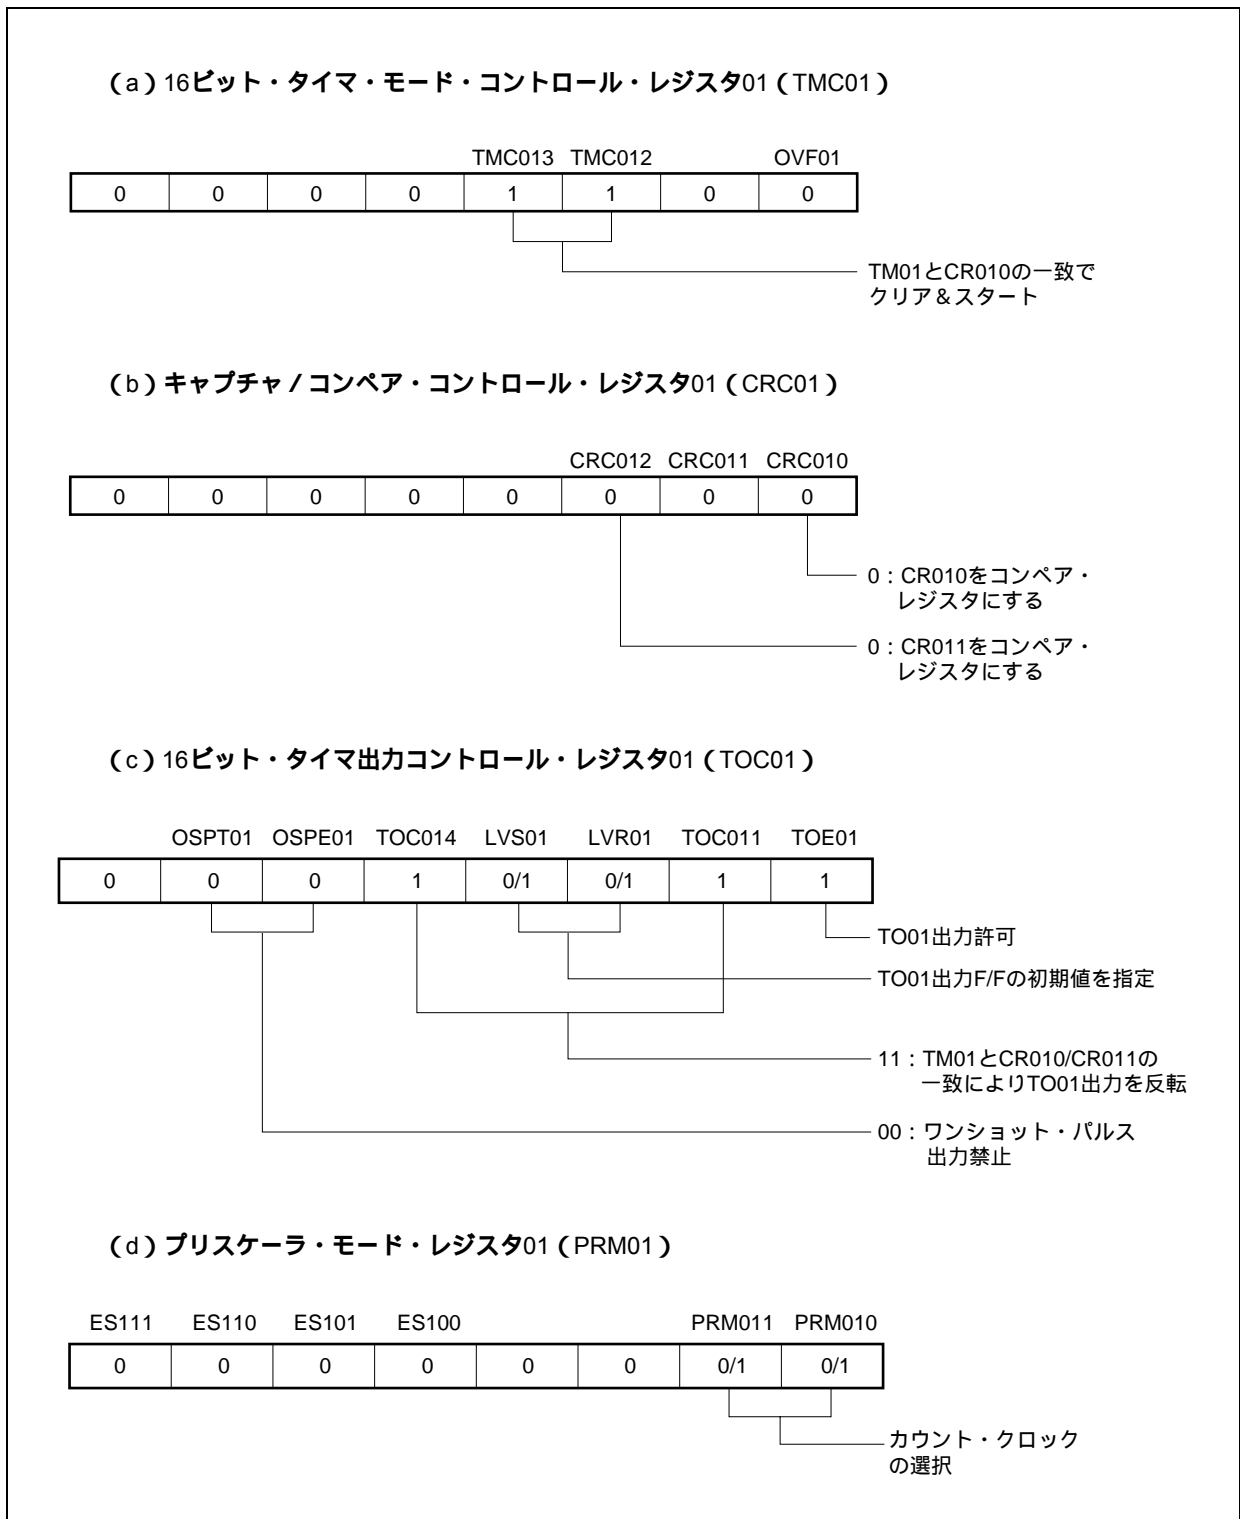 （a）16ビット・タイマ・モード・コントロール・レジスタ01（TMC01）
TMC013 TMC012 OVF01
0 0 0 0 1 1 0 0
TM01とCR010の一致で
クリア＆スタート
（b）キャプチャ／コンペア・コントロール・レジスタ01（CRC01）
CRC012 CRC011 CRC010
0 0 0 0 0 0 0 0
0：CR010をコンペア・
レジスタにする
0：CR011をコンペア・
レジスタにする
（c）16ビット・タイマ出力コントロール・レジスタ01（TOC01）
OSPT01 OSPE01 TOC014 LVS01 LVR01 TOC011 TOE01
0 0 0 1 0/1 0/1 1 1
TO01出力許可
TO01出力F/Fの初期値を指定
11：TM01とCR010/CR011の
一致によりTO01出力を反転
00：ワンショット・パルス
出力禁止
（d）プリスケーラ・モード・レジスタ01（PRM01）
ES111 ES110 ES101 ES100 PRM011 PRM010
0 0 0 0 0 0 0/1 0/1
カウント・クロック
の選択